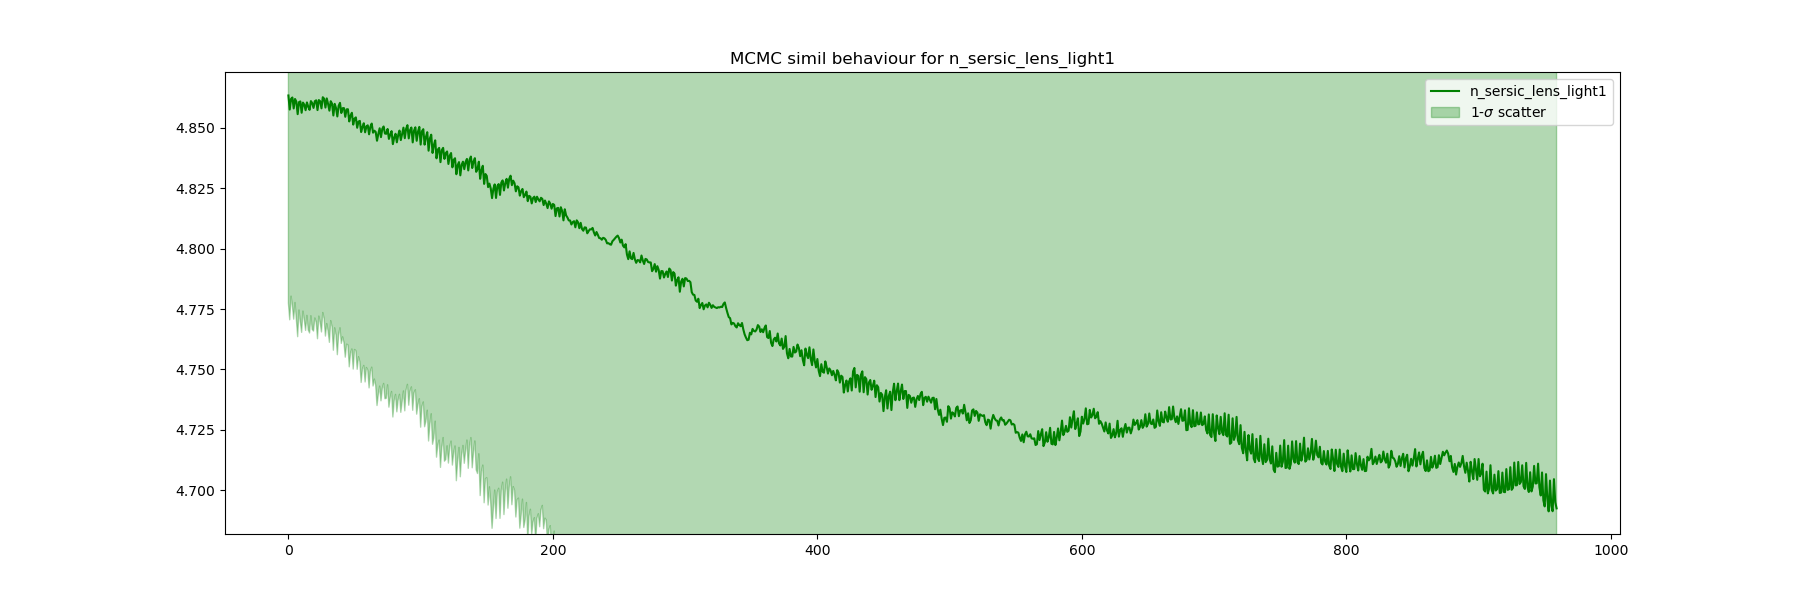 MCMC simil behaviour for n_sersic_lens_light1
n_sersic_lens_light1
1-σ scatter
4.850
4.825
4.800
4.775
4.750
4.725
4.700
0 200 400 600 800 1000